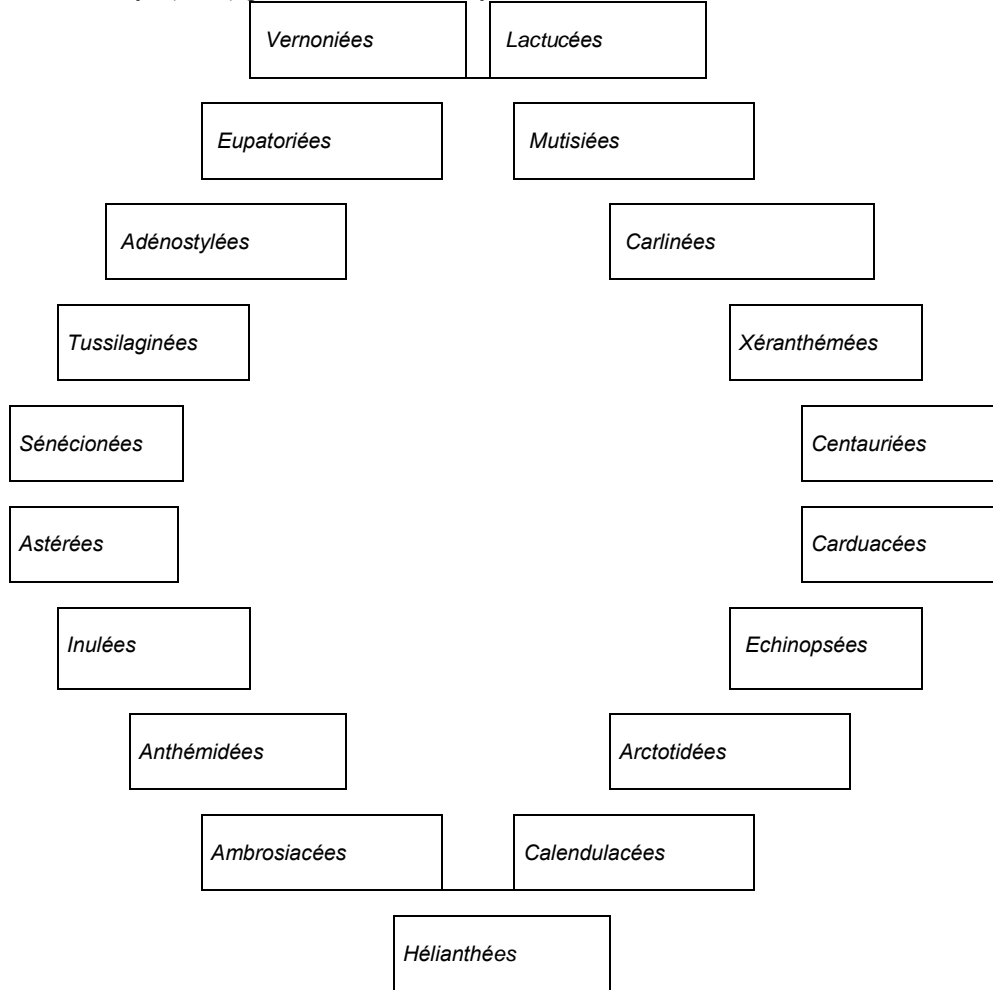 Vernoniées Lactucées
Eupatoriées Mutisiées
Adénostylées Carlinées
Tussilaginées Xéranthémées
Sénécionées Centauriées
Astérées Carduacées
Inulées Echinopsées
Anthémidées Arctotidées
Ambrosiacées Calendulacées
Hélianthées